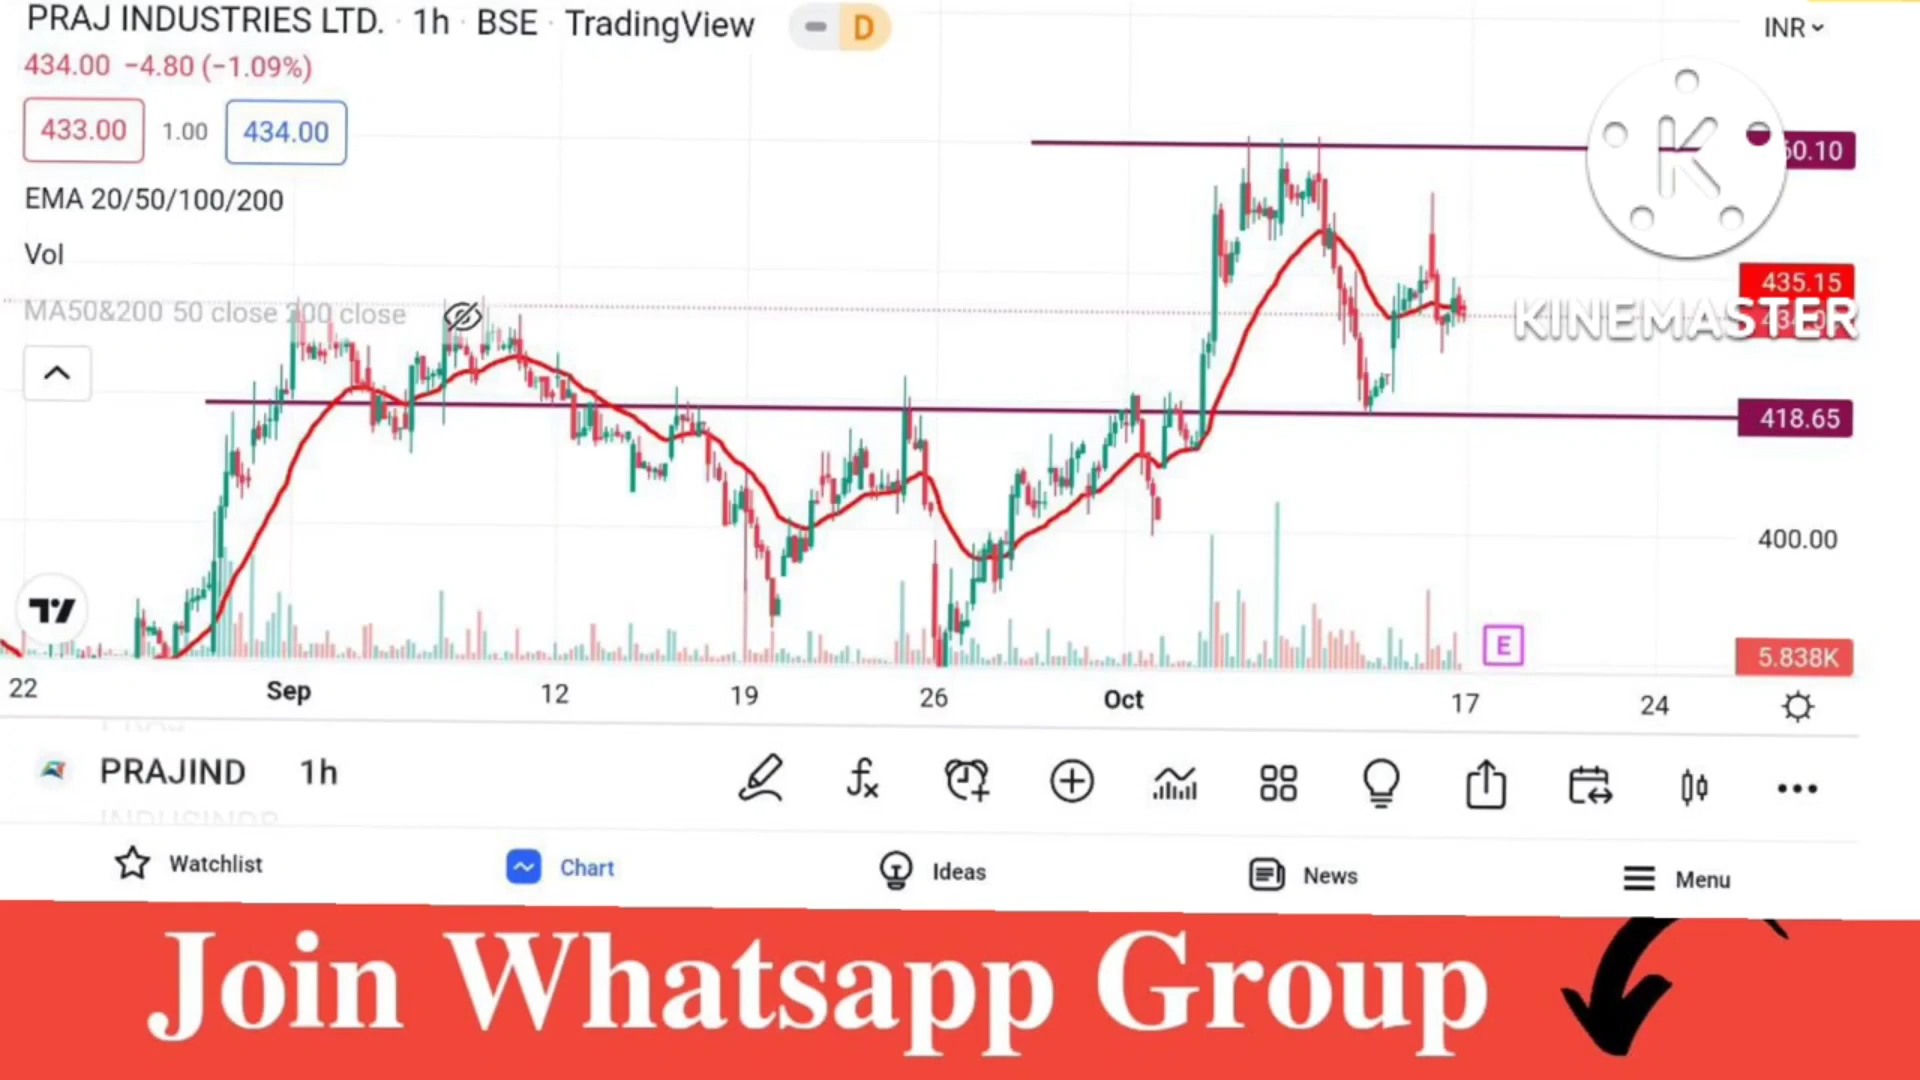 PRAJ INDUSTRIES LTD. · 1h · BSE · TradingView
D
INR
434.00 −4.80 (−1.09%)
433.00 1.00 434.00
60.10
EMA 20/50/100/200
Vol
435.15
MA50&200 50 close 200 close
KINEMASTER
418.65
400.00
E
5.838K
22 Sep 12 19 26 Oct 17 24
PRAJIND 1h
Watchlist Chart Ideas News Menu
Join Whatsapp Group